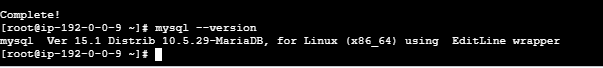 Complete!
[root@ip-192-0-0-9 ~]# mysql --version
mysql  Ver 15.1 Distrib 10.5.29-MariaDB, for Linux (x86_64) using  EditLine wrapper
[root@ip-192-0-0-9 ~]#